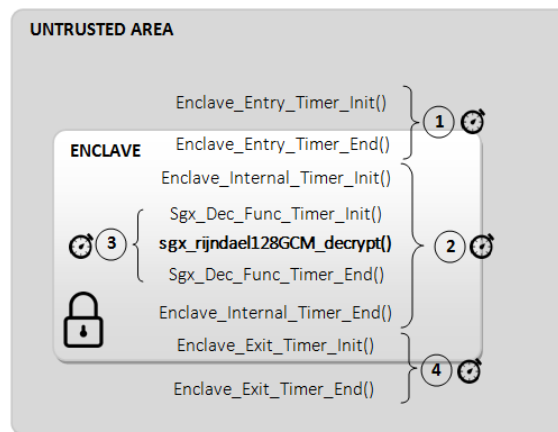 UNTRUSTED AREA
Enclave_Entry_Timer_Init()
1
ENCLAVE
Enclave_Entry_Timer_End()
Enclave_Internal_Timer_Init()
Sgx_Dec_Func_Timer_Init()
3
sgx_rijndael128GCM_decrypt()
2
Sgx_Dec_Func_Timer_End()
Enclave_Internal_Timer_End()
Enclave_Exit_Timer_Init()
4
Enclave_Exit_Timer_End()